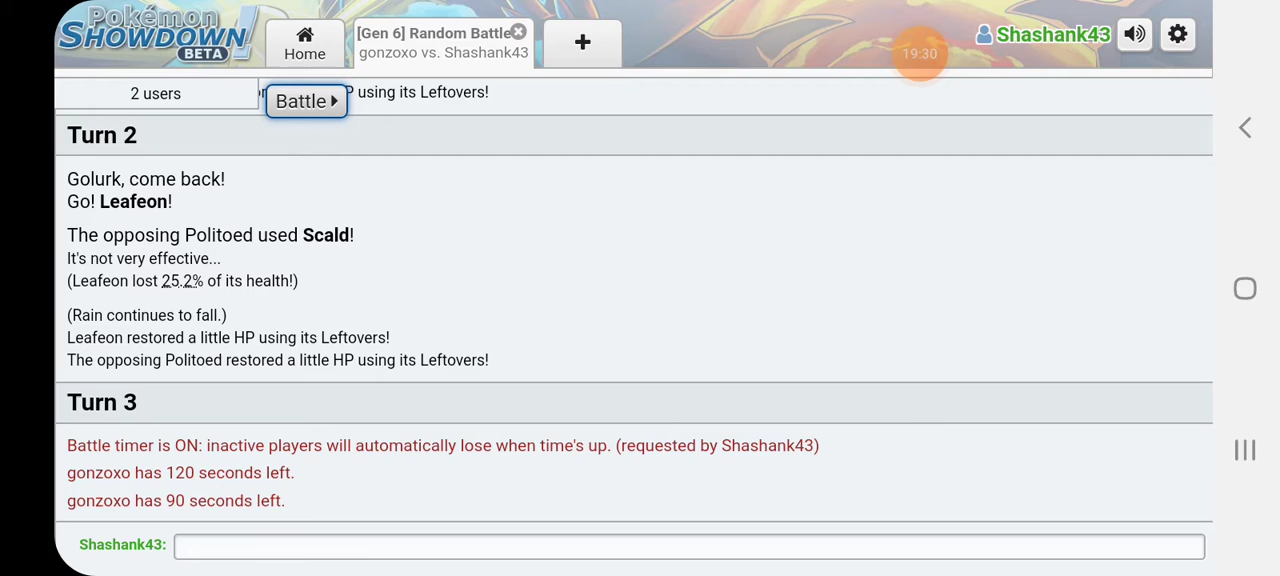 Pokémon
SHOWDOWN!
BETA
Home
[Gen 6] Random Battle
gonzoxo vs. Shashank43
+
19:30
Shashank43
2 users
Battle
P using its Leftovers!
Turn 2
Golurk, come back!
Go! Leafeon!
The opposing Politoed used Scald!
It's not very effective...
(Leafeon lost 25.2% of its health!)
(Rain continues to fall.)
Leafeon restored a little HP using its Leftovers!
The opposing Politoed restored a little HP using its Leftovers!
Turn 3
Battle timer is ON: inactive players will automatically lose when time's up. (requested by Shashank43)
gonzoxo has 120 seconds left.
gonzoxo has 90 seconds left.
Shashank43: